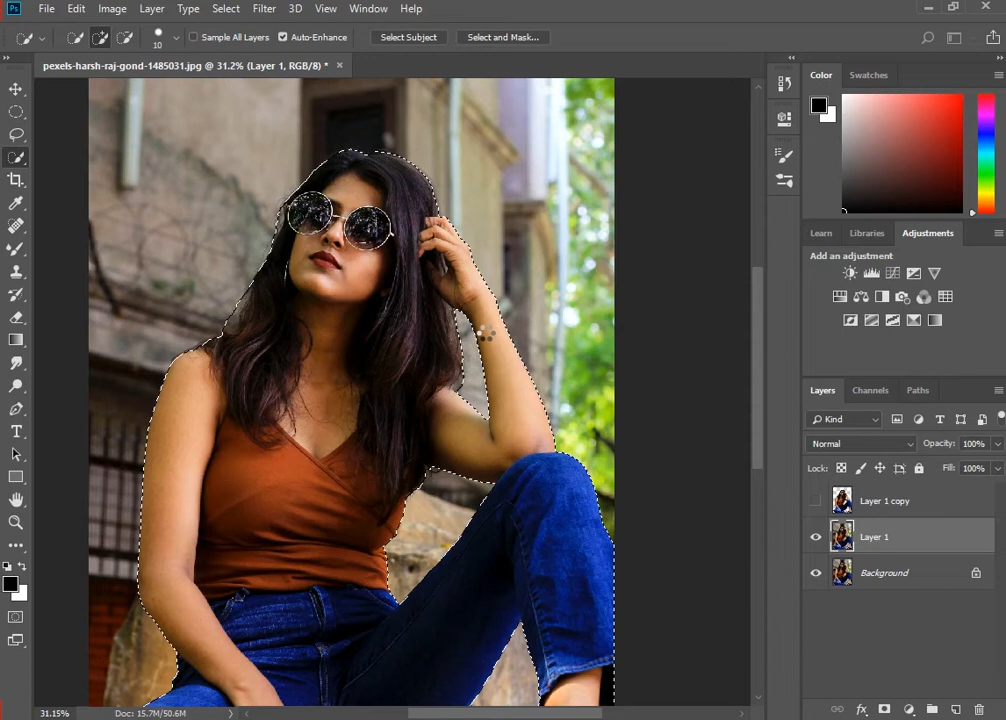 Ps File Edit Image Layer Type Select Filter 3D View Window Help
10 Sample All Layers Auto-Enhance Select Subject Select and Mask...
pexels-harsh-raj-gond-1485031.jpg @ 31.2% (Layer 1, RGB/8) *
Color Swatches
Learn Libraries Adjustments
Add an adjustment
Layers Channels Paths
Kind
Normal Opacity: 100%
Lock: Fill: 100%
Layer 1 copy
Layer 1
Background
31.15% Doc: 15.7M/50.6M